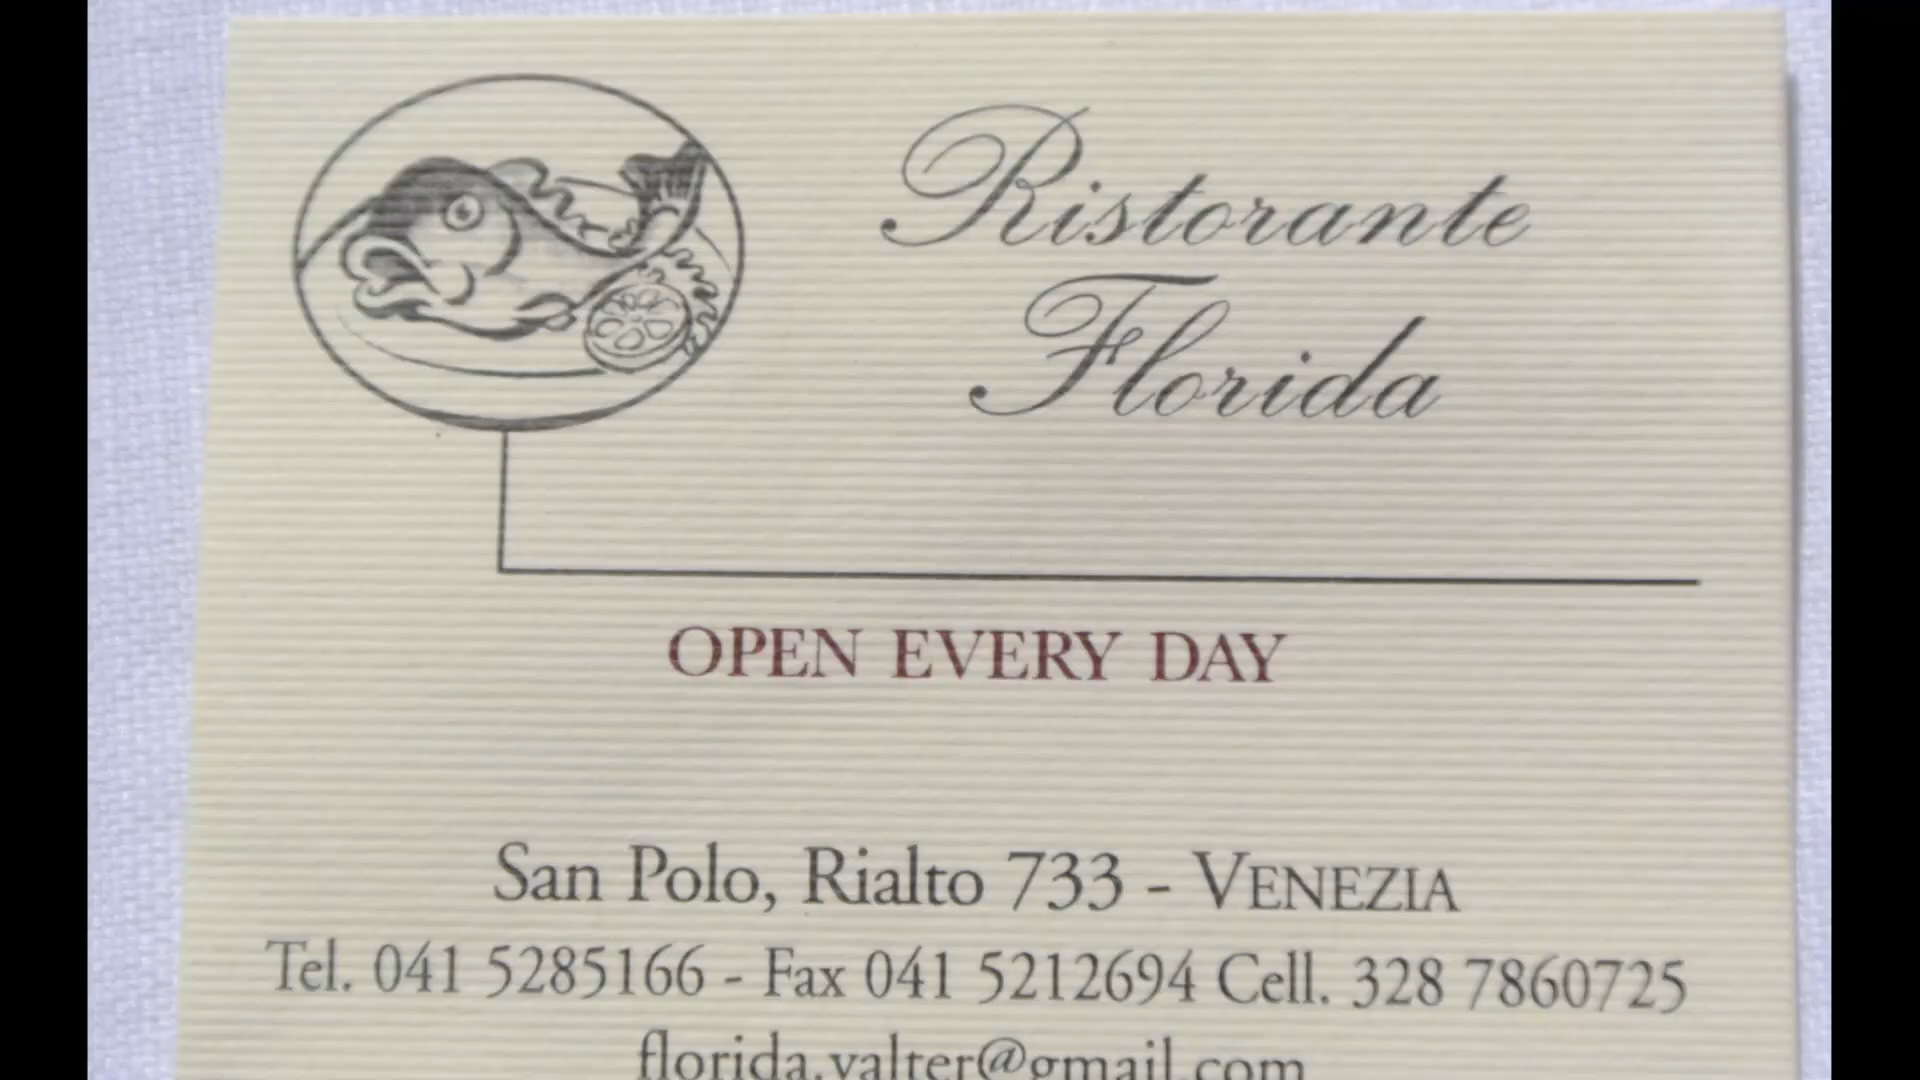 Ristorante
Florida
OPEN EVERY DAY
San Polo, Rialto 733 - VENEZIA
Tel. 041 5285166 - Fax 041 5212694 Cell. 328 7860725
florida.valter@gmail.com